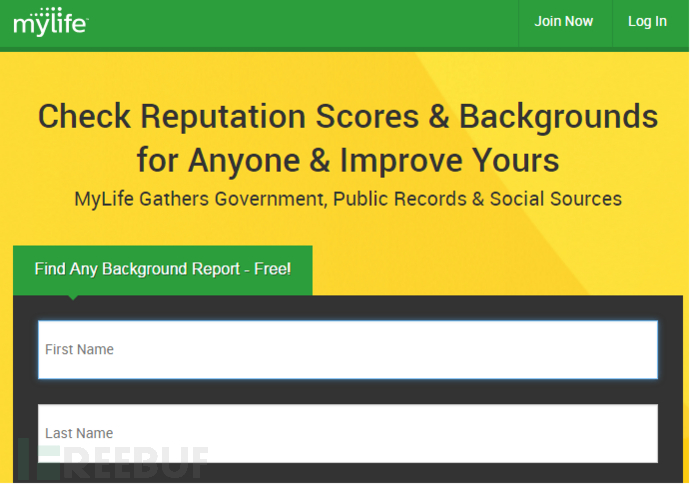 mylife™
Join Now
Log In
Check Reputation Scores & Backgrounds
for Anyone & Improve Yours
MyLife Gathers Government, Public Records & Social Sources
Find Any Background Report - Free!
First Name
Last Name
FREEBUF